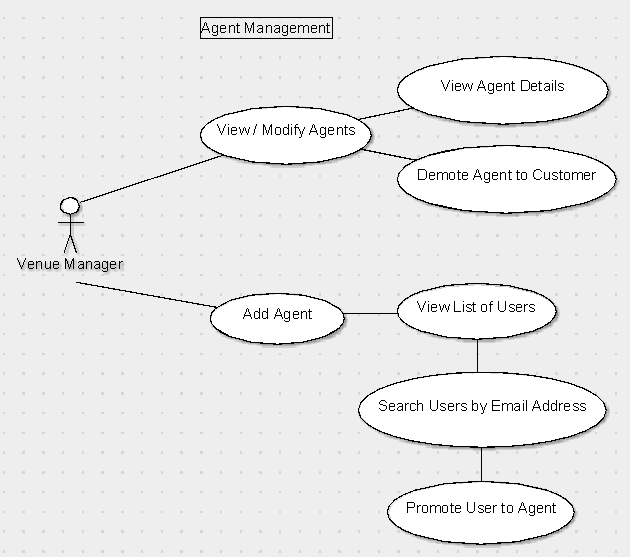 Agent Management
View Agent Details
View / Modify Agents
Demote Agent to Customer
Venue Manager
Add Agent
View List of Users
Search Users by Email Address
Promote User to Agent